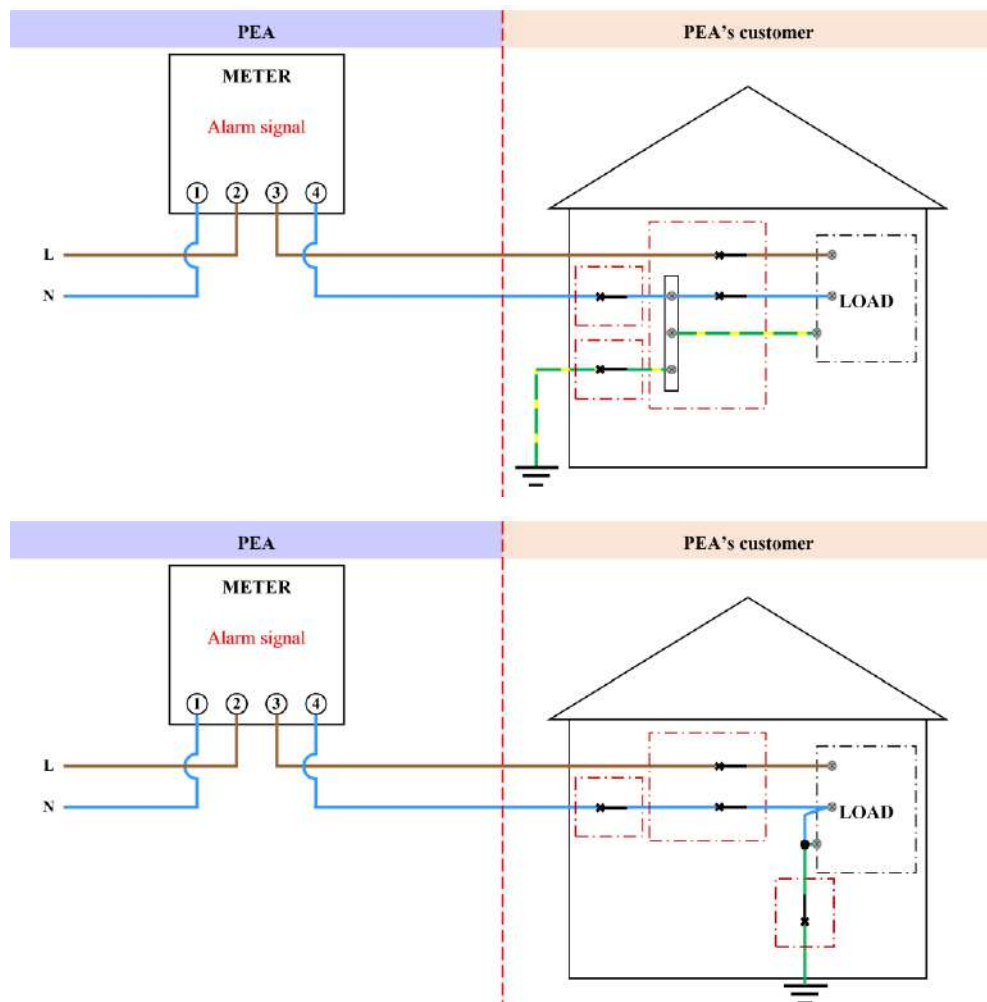 PEA PEA's customer
METER
Alarm signal
1 2 3 4
L
N
LOAD
PEA PEA's customer
METER
Alarm signal
1 2 3 4
L
N
LOAD